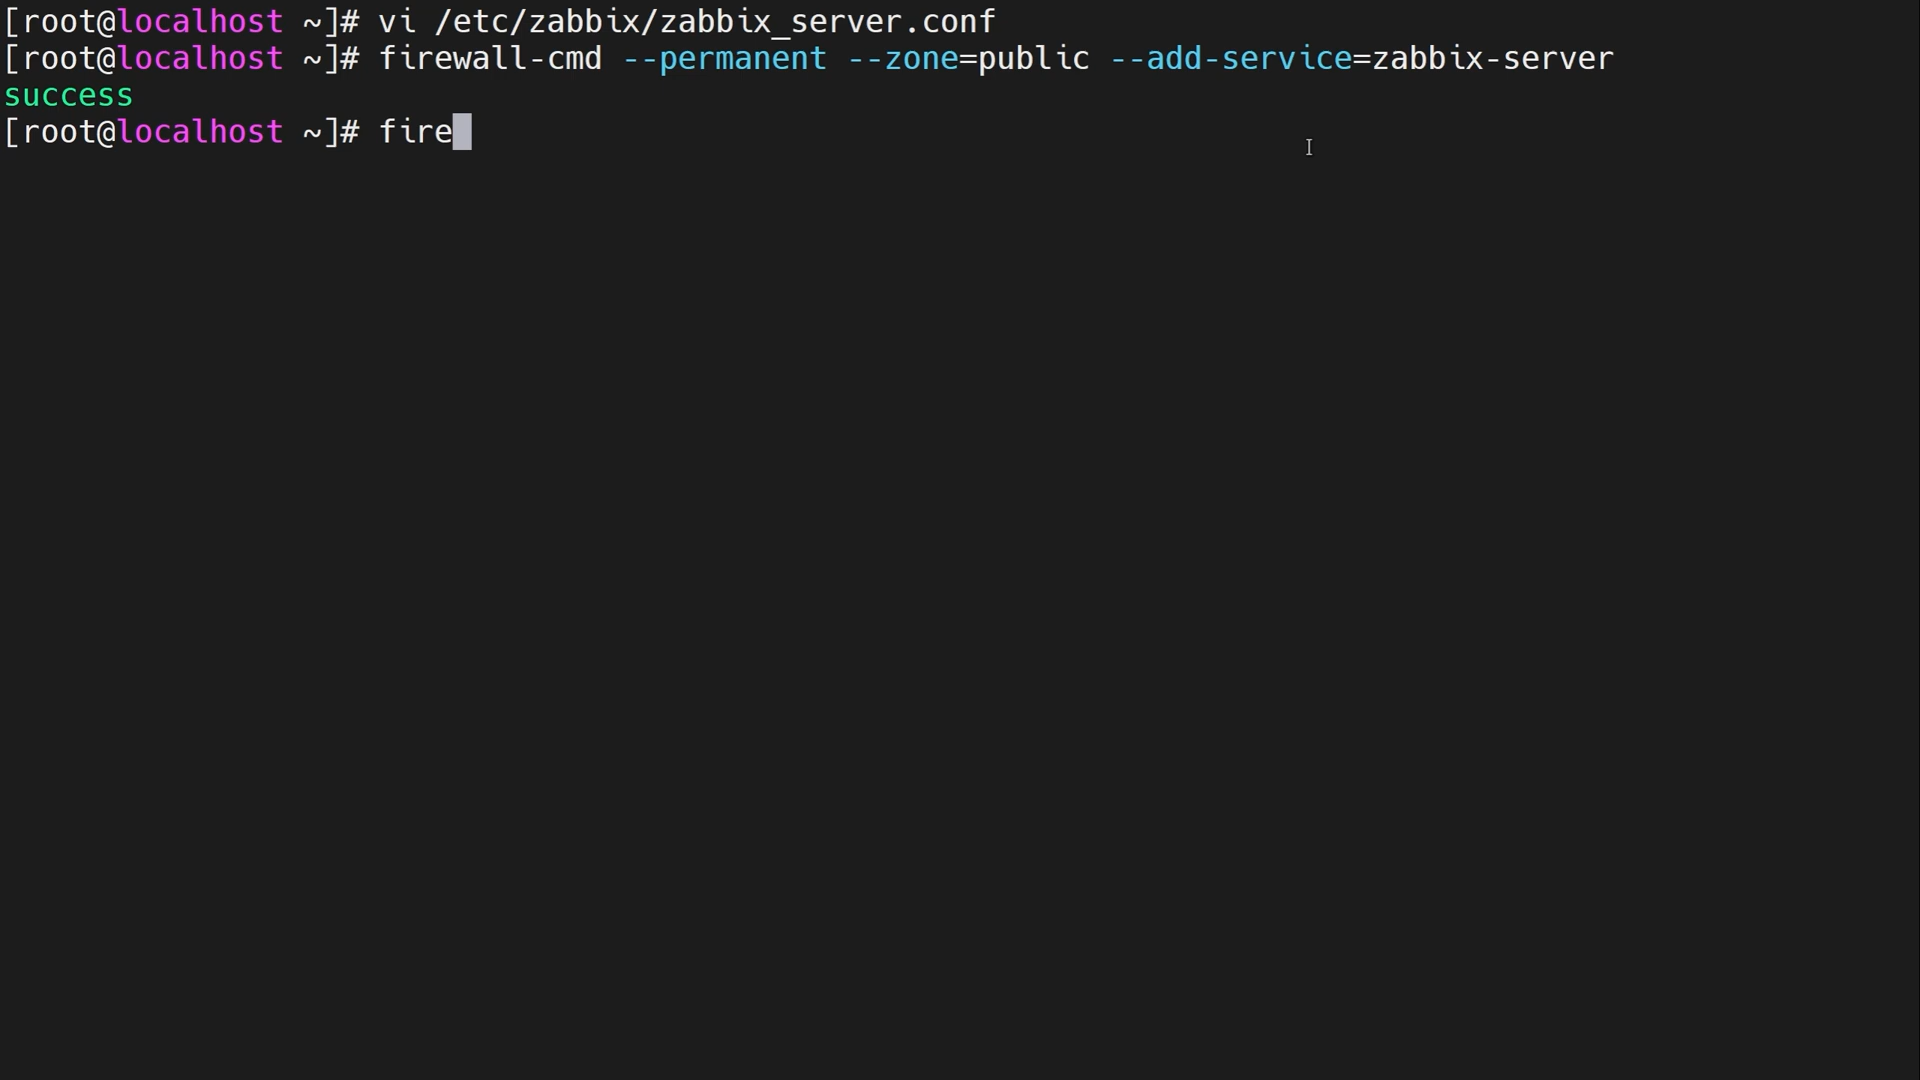 [root@localhost ~]# vi /etc/zabbix/zabbix_server.conf
[root@localhost ~]# firewall-cmd --permanent --zone=public --add-service=zabbix-server
success
[root@localhost ~]# fire